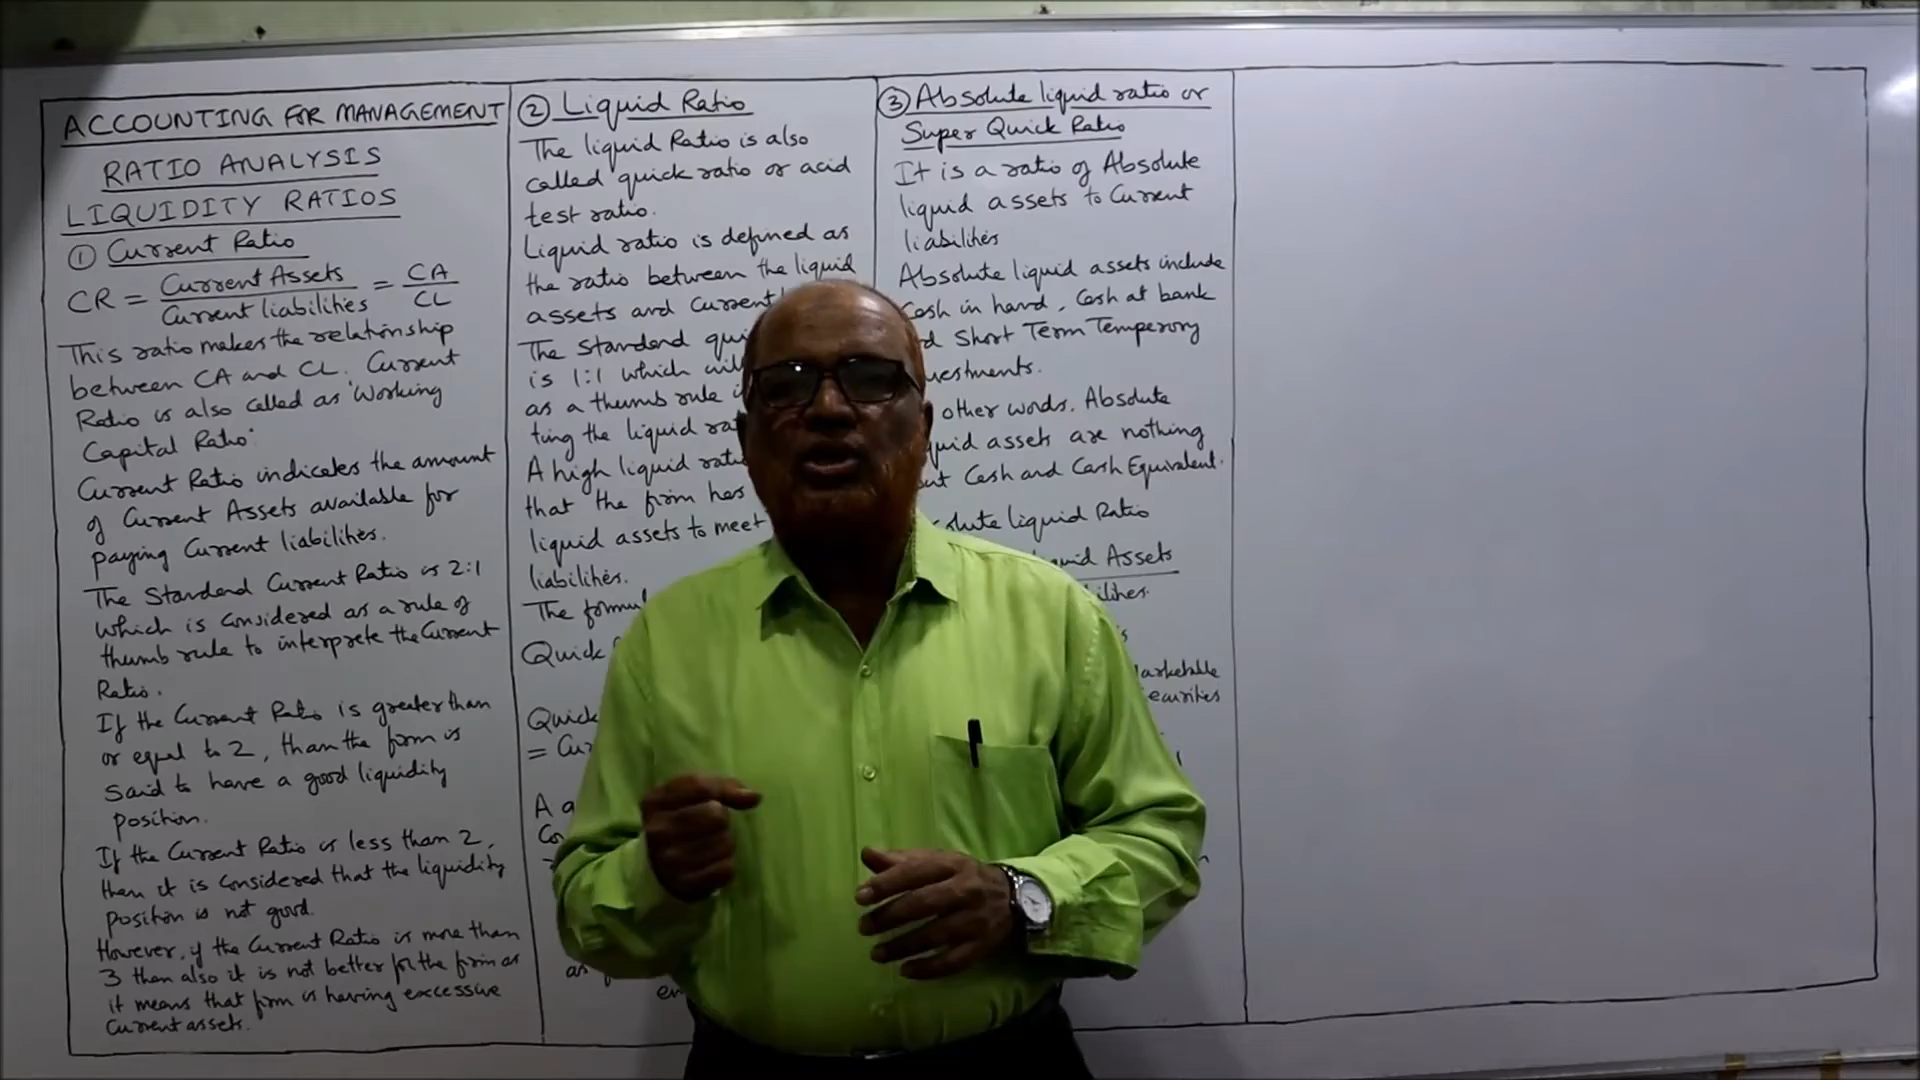 ACCOUNTING FOR MANAGEMENT
RATIO ANALYSIS
LIQUIDITY RATIOS
① Current Ratio
CR = Current Assets / Current liabilities = CA / CL
This ratio makes the relationship
between CA and CL. Current
Ratio is also called as 'Working
Capital Ratio'
Current Ratio indicates the amount
of Current Assets available for
paying Current liabilities.
The Standard Current Ratio is 2:1
which is considered as a rule of
thumb rule to interprete the Current
Ratio.
If the Current Ratio is greater than
or equal to 2, than the firm is
said to have a good liquidity
position.
If the Current Ratio is less than 2,
then it is considered that the liquidity
position is not good.
However, if the Current Ratio is more than
3 then also it is not better for the firm as
it means that firm is having excessive
Current assets.
② Liquid Ratio
The liquid Ratio is also
called quick ratio or acid
test ratio.
Liquid ratio is defined as
the ratio between the liquid
assets and Current
The Standard
is 1:1 which
as a thumb rule
ting the liquid
A high liquid
that the firm has
liquid assets to meet
liabilities.
The
Quick
Quick
=
A
③ Absolute liquid ratio or
Super Quick Ratio
It is a ratio of Absolute
liquid assets to Current
liabilities
Absolute liquid assets include
Cash in hand, Cash at bank
Short Term Temperory
other words, Absolute
assets are nothing
Cash and Cash Equivalent.
liquid Ratio
Assets